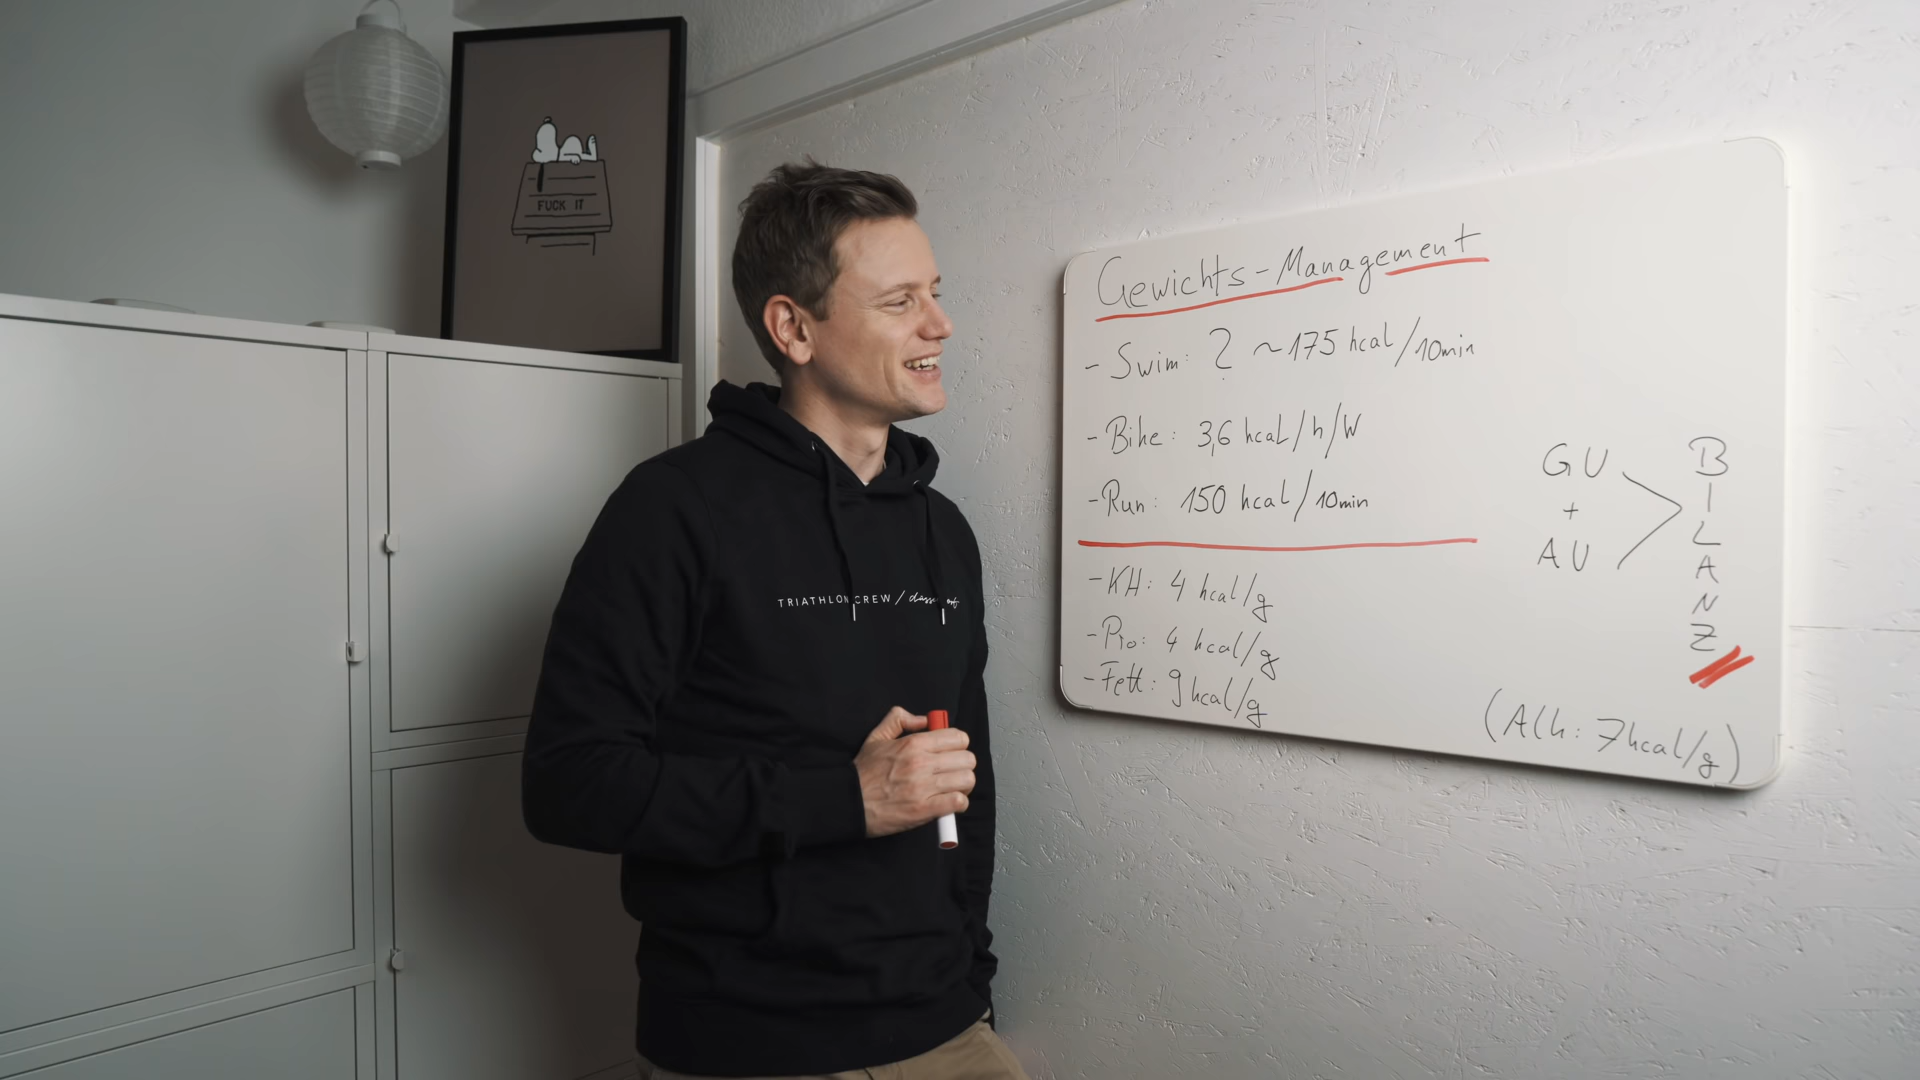 FUCK IT
TRIATHLON CREW /
Gewichts-Management
- Swim: ? ~175 kcal/10min
- Bike: 3,6 kcal/h/W
- Run: 150 kcal/10min
- KH: 4 kcal/g
- Pro: 4 kcal/g
- Fett: 9 kcal/g
GU
+
AU
BILANZ
(Alk: 7kcal/g)